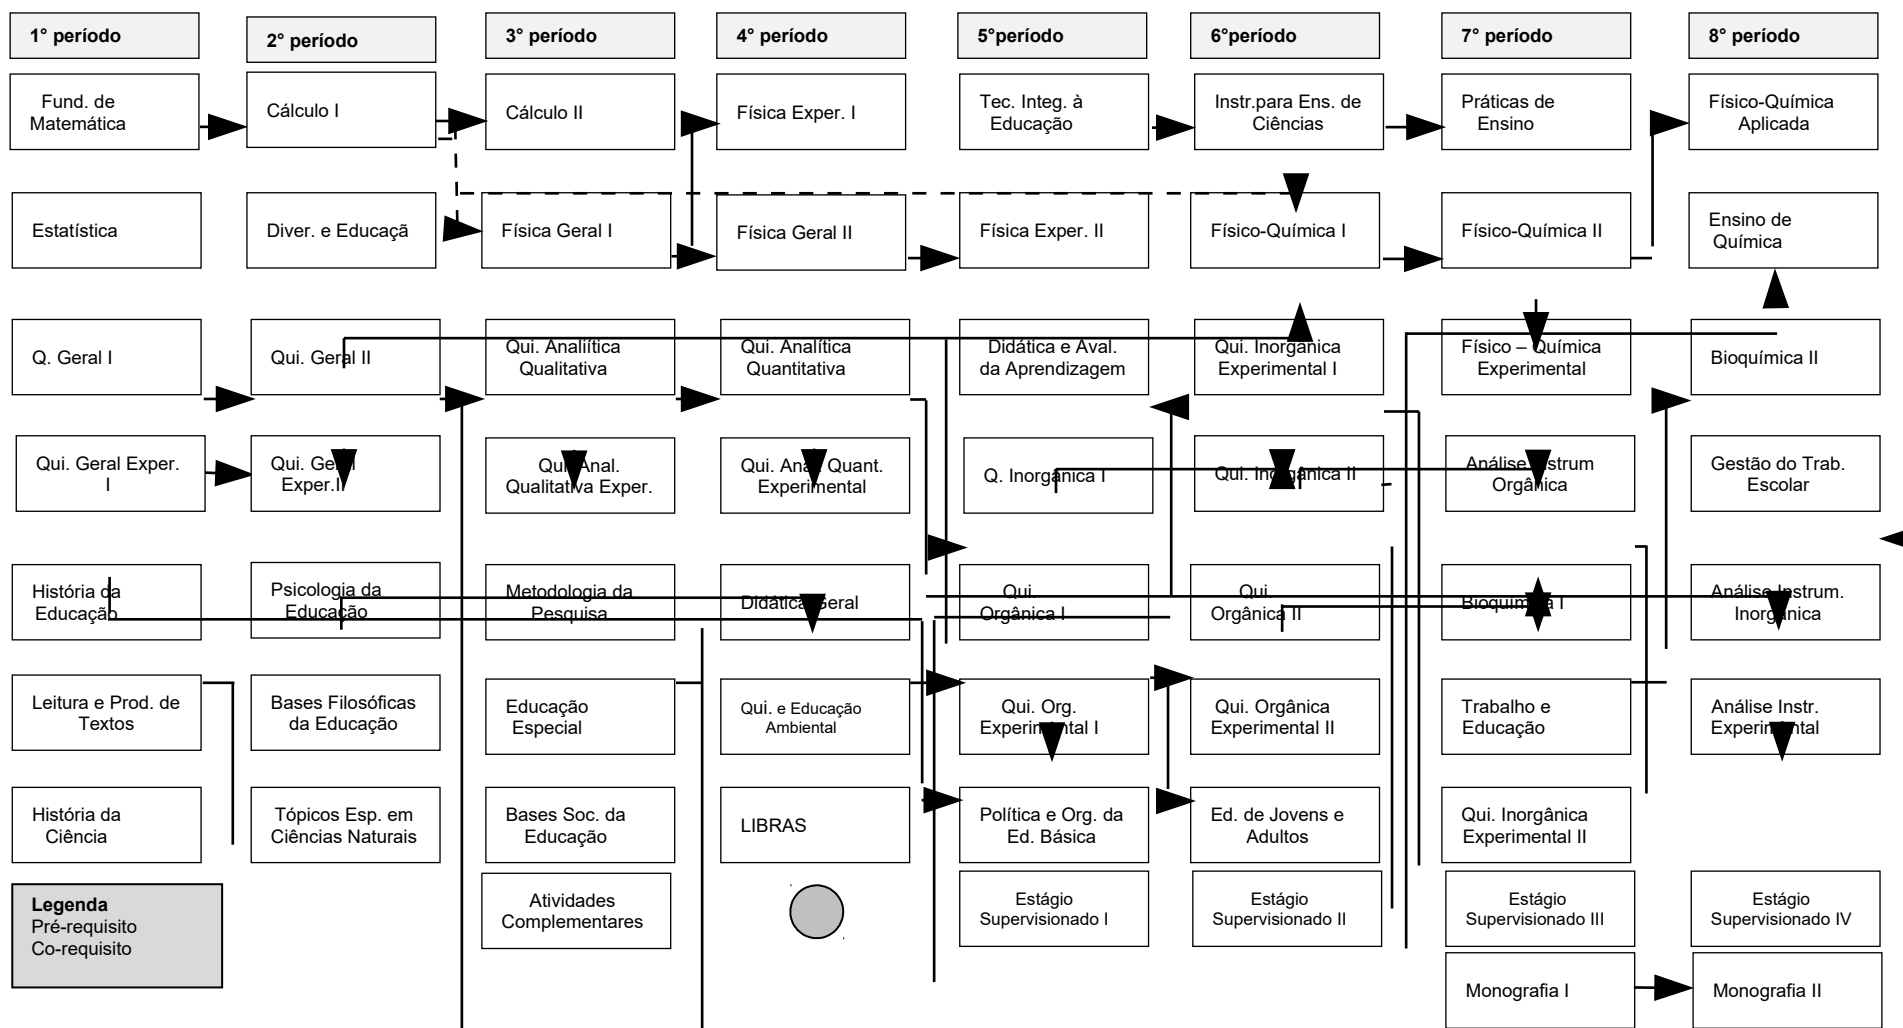 1° período
2° período
3° período
4° período
5°período
6°período
7° período
8° período
Fund. de
Matemática
Cálculo I
Cálculo II
Física Exper. I
Tec. Integ. à
Educação
Instr.para Ens. de
Ciências
Práticas de
Ensino
Físico-Química
Aplicada
Estatística
Diver. e Educaçã
Física Geral I
Física Geral II
Física Exper. II
Físico-Química I
Físico-Química II
Ensino de
Química
Q. Geral I
Qui. Geral II
Qui. Analiítica
Qualitativa
Qui. Analítica
Quantitativa
Didática e Aval.
da Aprendizagem
Qui. Inorgánica
Experimental I
Físico – Química
Experimental
Bioquímica II
Qui. Geral Exper.
I
Qui. Geral
Exper.II
Qui. Anal.
Qualitativa Exper.
Qui. Anal. Quant.
Experimental
Q. Inorgânica I
Qui. Inorgânica II
Análise Instrum
Orgânica
Gestão do Trab.
Escolar
História da
Educação
Psicologia da
Educação
Metodologia da
Pesquisa
Didática Geral
Qui.
Orgânica I
Qui.
Orgânica II
Bioquímica I
Análise Instrum.
Inorgânica
Leitura e Prod. de
Textos
Bases Filosóficas
da Educação
Educação
Especial
Qui. e Educação
Ambiental
Qui. Org.
Experimental I
Qui. Orgânica
Experimental II
Trabalho e
Educação
Análise Instr.
Experimental
História da
Ciência
Tópicos Esp. em
Ciências Naturais
Bases Soc. da
Educação
LIBRAS
Política e Org. da
Ed. Básica
Ed. de Jovens e
Adultos
Qui. Inorgânica
Experimental II
Legenda
Pré-requisito
Co-requisito
Atividades
Complementares
Estágio
Supervisionado I
Estágio
Supervisionado II
Estágio
Supervisionado III
Estágio
Supervisionado IV
Monografia I
Monografia II